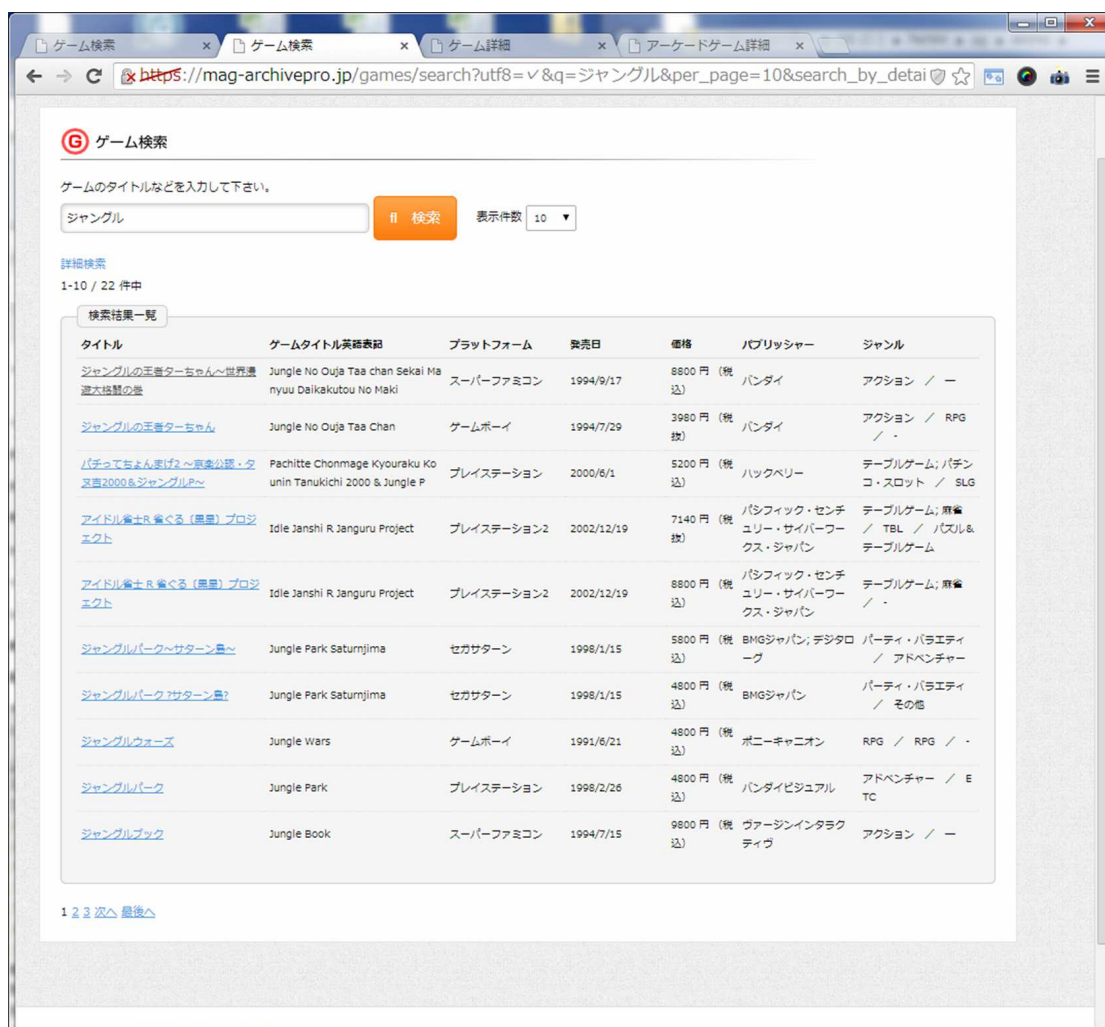 ゲーム検索 × ゲーム検索 × ゲーム詳細 × アーケードゲーム詳細 ×
https://mag-archivepro.jp/games/search?utf8=✓&q=ジャングル&per_page=10&search_by_detai
G ゲーム検索
ゲームのタイトルなどを入力して下さい。
ジャングル 検索 表示件数 10 ▼
詳細検索
1-10 / 22 件中
検索結果一覧
タイトル ゲームタイトル英語表記 プラットフォーム 発売日 価格 パブリッシャー ジャンル
ジャングルの王者ターちゃん~世界漫 Jungle No Ouja Taa chan Sekai Ma スーパーファミコン 1994/9/17 8800 円 (税 バンダイ アクション / ー
遊大格闘の巻 nyuu Daikakutou No Maki 込)
ジャングルの王者ターちゃん Jungle No Ouja Taa Chan ゲームボーイ 1994/7/29 3980 円 (税 バンダイ アクション / RPG
抜) / -
パチってちょんまげ2 ~京楽公認・タ Pachitte Chonmage Kyouraku Ko プレイステーション 2000/6/1 5200 円 (税 ハックベリー テーブルゲーム; パチン
ヌ吉2000&ジャングルP~ unin Tanukichi 2000 & Jungle P 込) コ・スロット / SLG
アイドル雀士R 雀ぐる (黒星) プロジ Idle Janshi R Janguru Project プレイステーション2 2002/12/19 7140 円 (税 パシフィック・センチ テーブルゲーム; 麻雀
ェクト 抜) ュリー・サイバーワー / TBL / パズル&
クス・ジャパン テーブルゲーム
アイドル雀士 R 雀ぐる (黒星) プロジ Idle Janshi R Janguru Project プレイステーション2 2002/12/19 8800 円 (税 パシフィック・センチ テーブルゲーム; 麻雀
ェクト 込) ュリー・サイバーワー / -
クス・ジャパン
ジャングルパーク~サターン島~ Jungle Park Saturnjima セガサターン 1998/1/15 5800 円 (税 BMGジャパン; デジタロ パーティ・バラエティ
込) ーグ / アドベンチャー
ジャングルパーク ?サターン島? Jungle Park Saturnjima セガサターン 1998/1/15 4800 円 (税 BMGジャパン パーティ・バラエティ
込) / その他
ジャングルウォーズ Jungle Wars ゲームボーイ 1991/6/21 4800 円 (税 ポニーキャニオン RPG / RPG / -
込)
ジャングルパーク Jungle Park プレイステーション 1998/2/26 4800 円 (税 バンダイビジュアル アドベンチャー / E
込) TC
ジャングルブック Jungle Book スーパーファミコン 1994/7/15 9800 円 (税 ヴァージンインタラク アクション / ー
込) ティヴ
1 2 3 次へ 最後へ